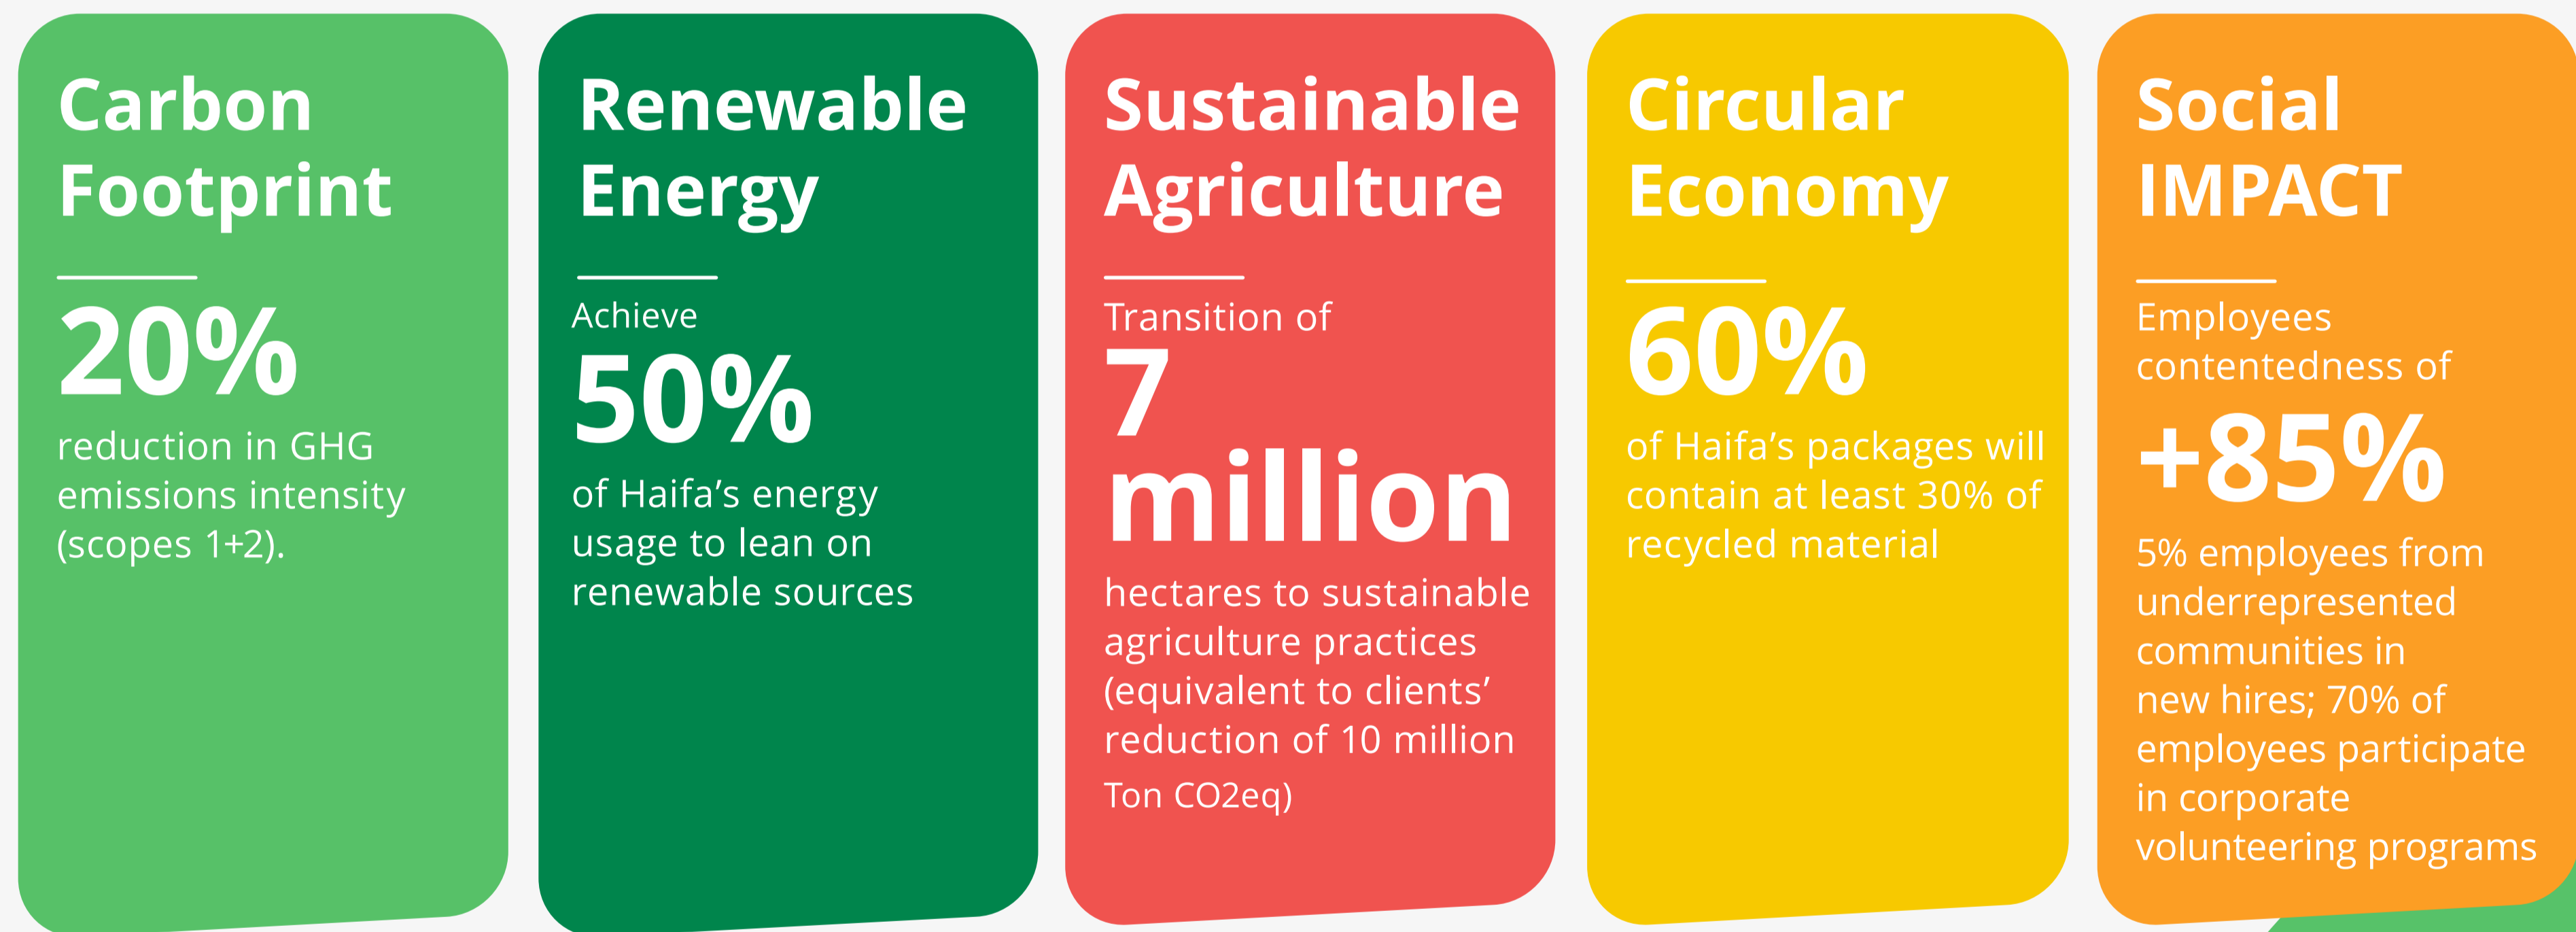 Carbon
Footprint
20%
reduction in GHG
emissions intensity
(scopes 1+2).
Renewable
Energy
Achieve
50%
of Haifa’s energy
usage to lean on
renewable sources
Sustainable
Agriculture
Transition of
7
million
hectares to sustainable
agriculture practices
(equivalent to clients’
reduction of 10 million
Ton CO2eq)
Circular
Economy
60%
of Haifa’s packages will
contain at least 30% of
recycled material
Social
IMPACT
Employees
contentedness of
+85%
5% employees from
underrepresented
communities in
new hires; 70% of
employees participate
in corporate
volunteering programs